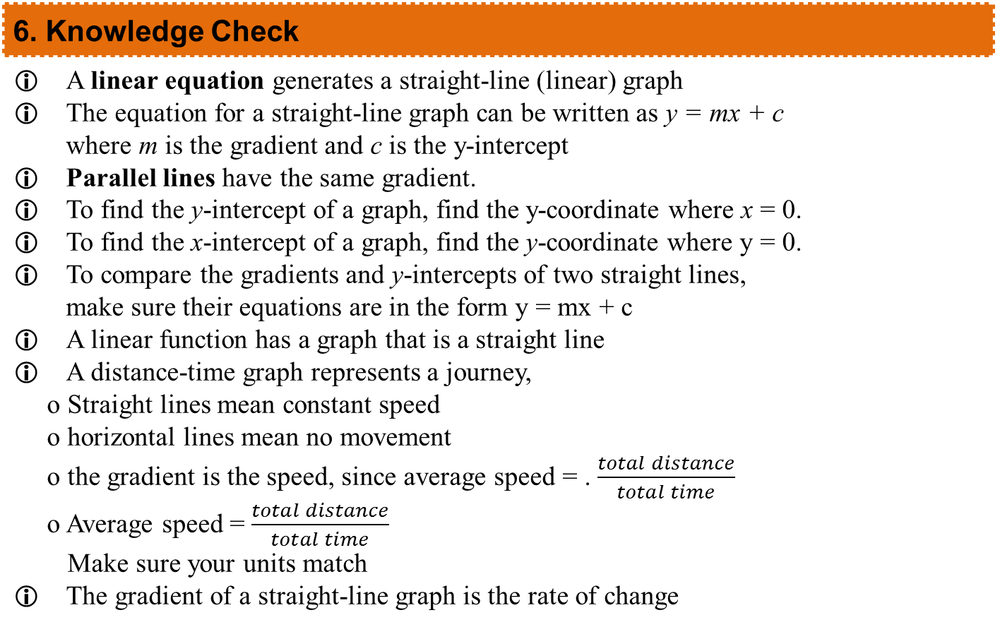 6. Knowledge Check
ⓘ A linear equation generates a straight-line (linear) graph
ⓘ The equation for a straight-line graph can be written as y = mx + c
where m is the gradient and c is the y-intercept
ⓘ Parallel lines have the same gradient.
ⓘ To find the y-intercept of a graph, find the y-coordinate where x = 0.
ⓘ To find the x-intercept of a graph, find the y-coordinate where y = 0.
ⓘ To compare the gradients and y-intercepts of two straight lines,
make sure their equations are in the form y = mx + c
ⓘ A linear function has a graph that is a straight line
ⓘ A distance-time graph represents a journey,
o Straight lines mean constant speed
o horizontal lines mean no movement
o the gradient is the speed, since average speed = . total distance / total time
o Average speed = total distance / total time
Make sure your units match
ⓘ The gradient of a straight-line graph is the rate of change